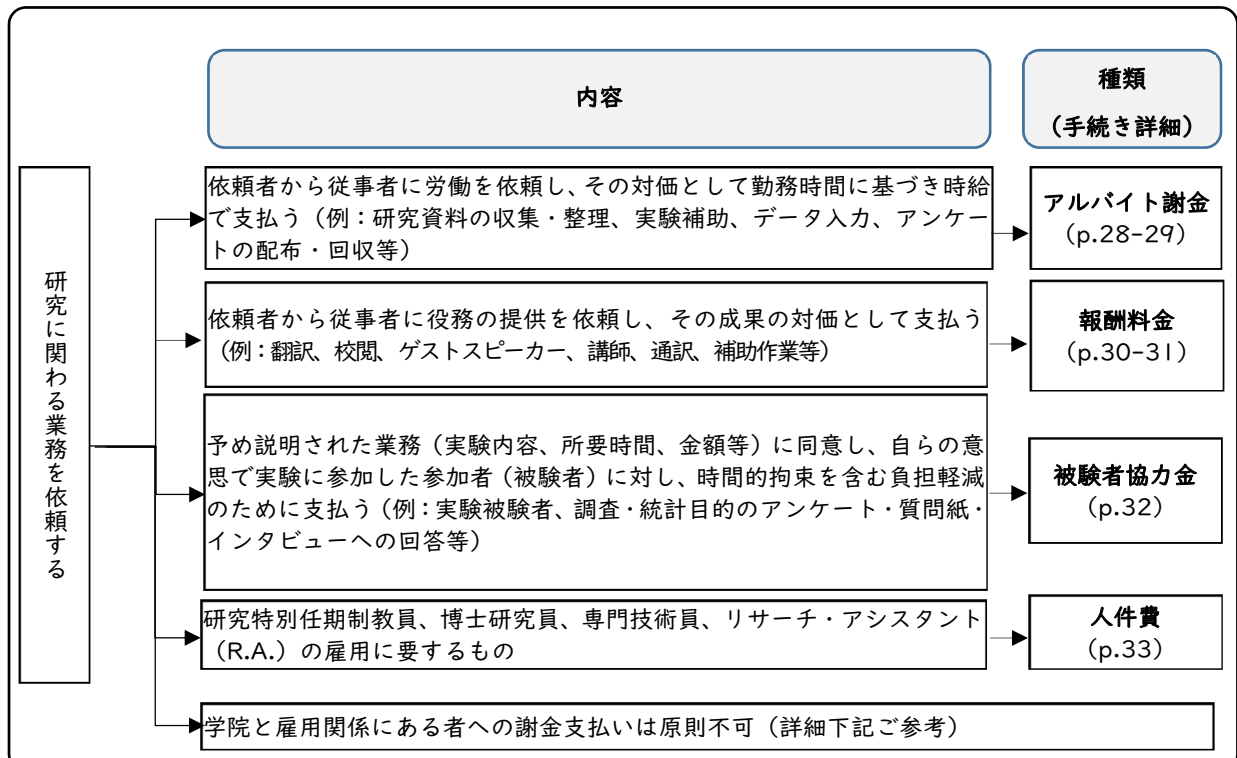 内容
種類
（手続き詳細）
研究に関わる業務を依頼する
依頼者から従事者に労働を依頼し、その対価として勤務時間に基づき時給
で支払う（例：研究資料の収集・整理、実験補助、データ入力、アンケー
トの配布・回収等）
アルバイト謝金
(p.28-29)
依頼者から従事者に役務の提供を依頼し、その成果の対価として支払う
（例：翻訳、校閲、ゲストスピーカー、講師、通訳、補助作業等）
報酬料金
(p.30-31)
予め説明された業務（実験内容、所要時間、金額等）に同意し、自らの意
思で実験に参加した参加者（被験者）に対し、時間的拘束を含む負担軽減
のために支払う（例：実験被験者、調査・統計目的のアンケート・質問紙・
インタビューへの回答等）
被験者協力金
(p.32)
研究特別任期制教員、博士研究員、専門技術員、リサーチ・アシスタント
（R.A.）の雇用に要するもの
人件費
(p.33)
学院と雇用関係にある者への謝金支払いは原則不可（詳細下記ご参考）